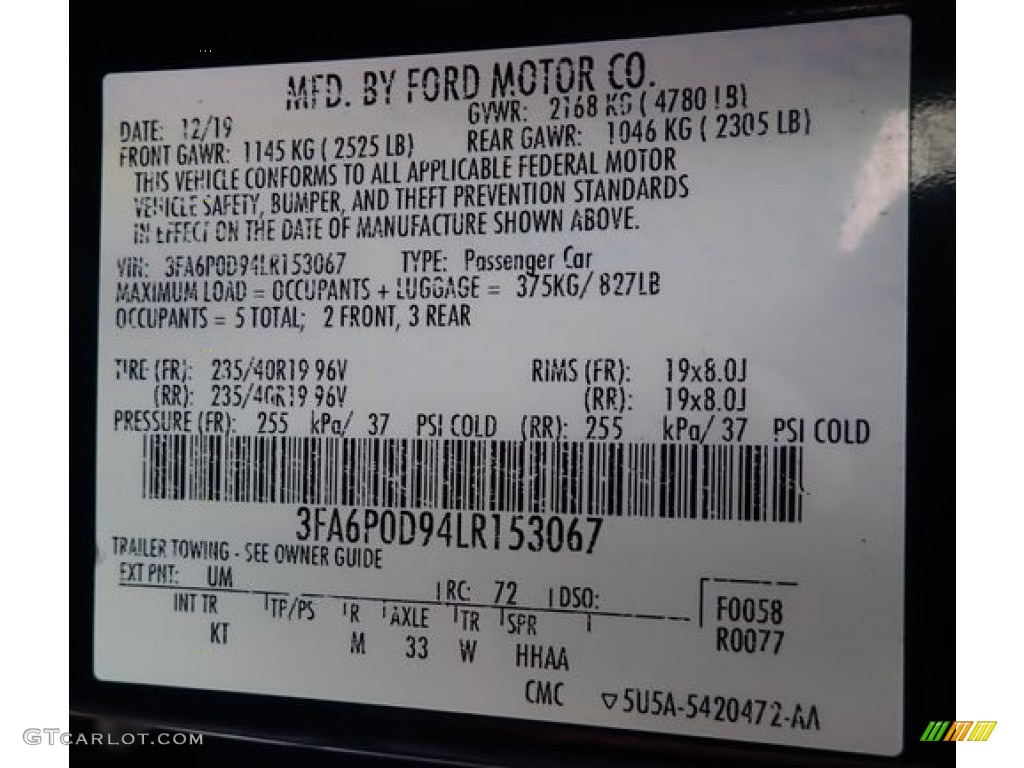 MFD. BY FORD MOTOR CO.
DATE: 12/19 GVWR: 2168 KG ( 4780 LB)
FRONT GAWR: 1145 KG ( 2525 LB) REAR GAWR: 1046 KG ( 2305 LB)
THIS VEHICLE CONFORMS TO ALL APPLICABLE FEDERAL MOTOR
VEHICLE SAFETY, BUMPER, AND THEFT PREVENTION STANDARDS
IN EFFECT ON THE DATE OF MANUFACTURE SHOWN ABOVE.
VIN: 3FA6P0D94LR153067 TYPE: Passenger Car
MAXIMUM LOAD = OCCUPANTS + LUGGAGE = 375KG/ 827LB
OCCUPANTS = 5 TOTAL; 2 FRONT, 3 REAR
TIRE (FR): 235/40R19 96V RIMS (FR): 19x8.0J
(RR): 235/40R19 96V (RR): 19x8.0J
PRESSURE (FR): 255 kPa/ 37 PSI COLD (RR): 255 kPa/ 37 PSI COLD
3FA6P0D94LR153067
TRAILER TOWING - SEE OWNER GUIDE
EXT PNT: UM RC: 72 DSO:
INT TR TP/PS R AXLE TR SPR F0058
KT M 33 W HHAA R0077
CMC ▽5U5A-5420472-AA
GTCARLOT.COM